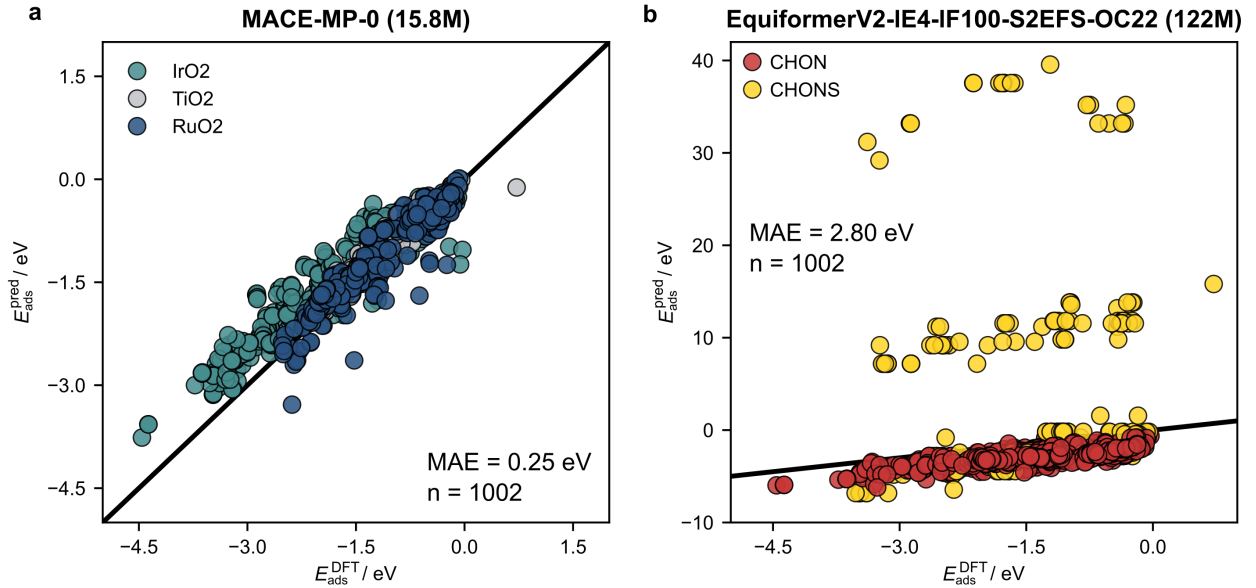 a
MACE-MP-0 (15.8M)
IrO2
TiO2
RuO2
1.5
0.0
−1.5
−3.0
−4.5
E_ads^pred / eV
MAE = 0.25 eV
n = 1002
−4.5 −3.0 −1.5 0.0 1.5
E_ads^DFT / eV
b
EquiformerV2-IE4-IF100-S2EFS-OC22 (122M)
CHON
CHONS
40
30
20
10
0
−10
E_ads^pred / eV
MAE = 2.80 eV
n = 1002
−4.5 −3.0 −1.5 0.0
E_ads^DFT / eV